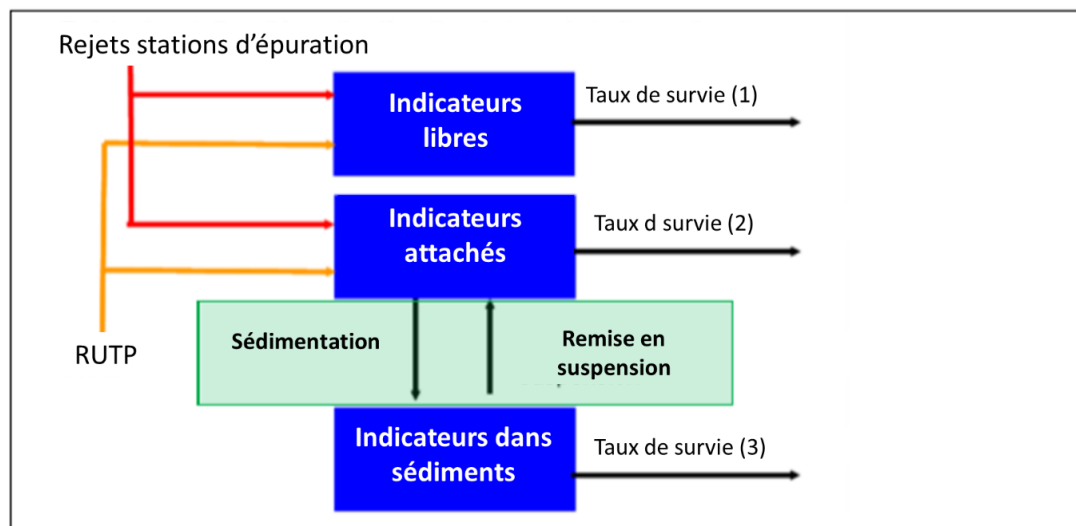 Rejets stations d'épuration
Indicateurs
libres
Taux de survie (1)
Indicateurs
attachés
Taux d survie (2)
RUTP
Sédimentation
Remise en
suspension
Indicateurs dans
sédiments
Taux de survie (3)